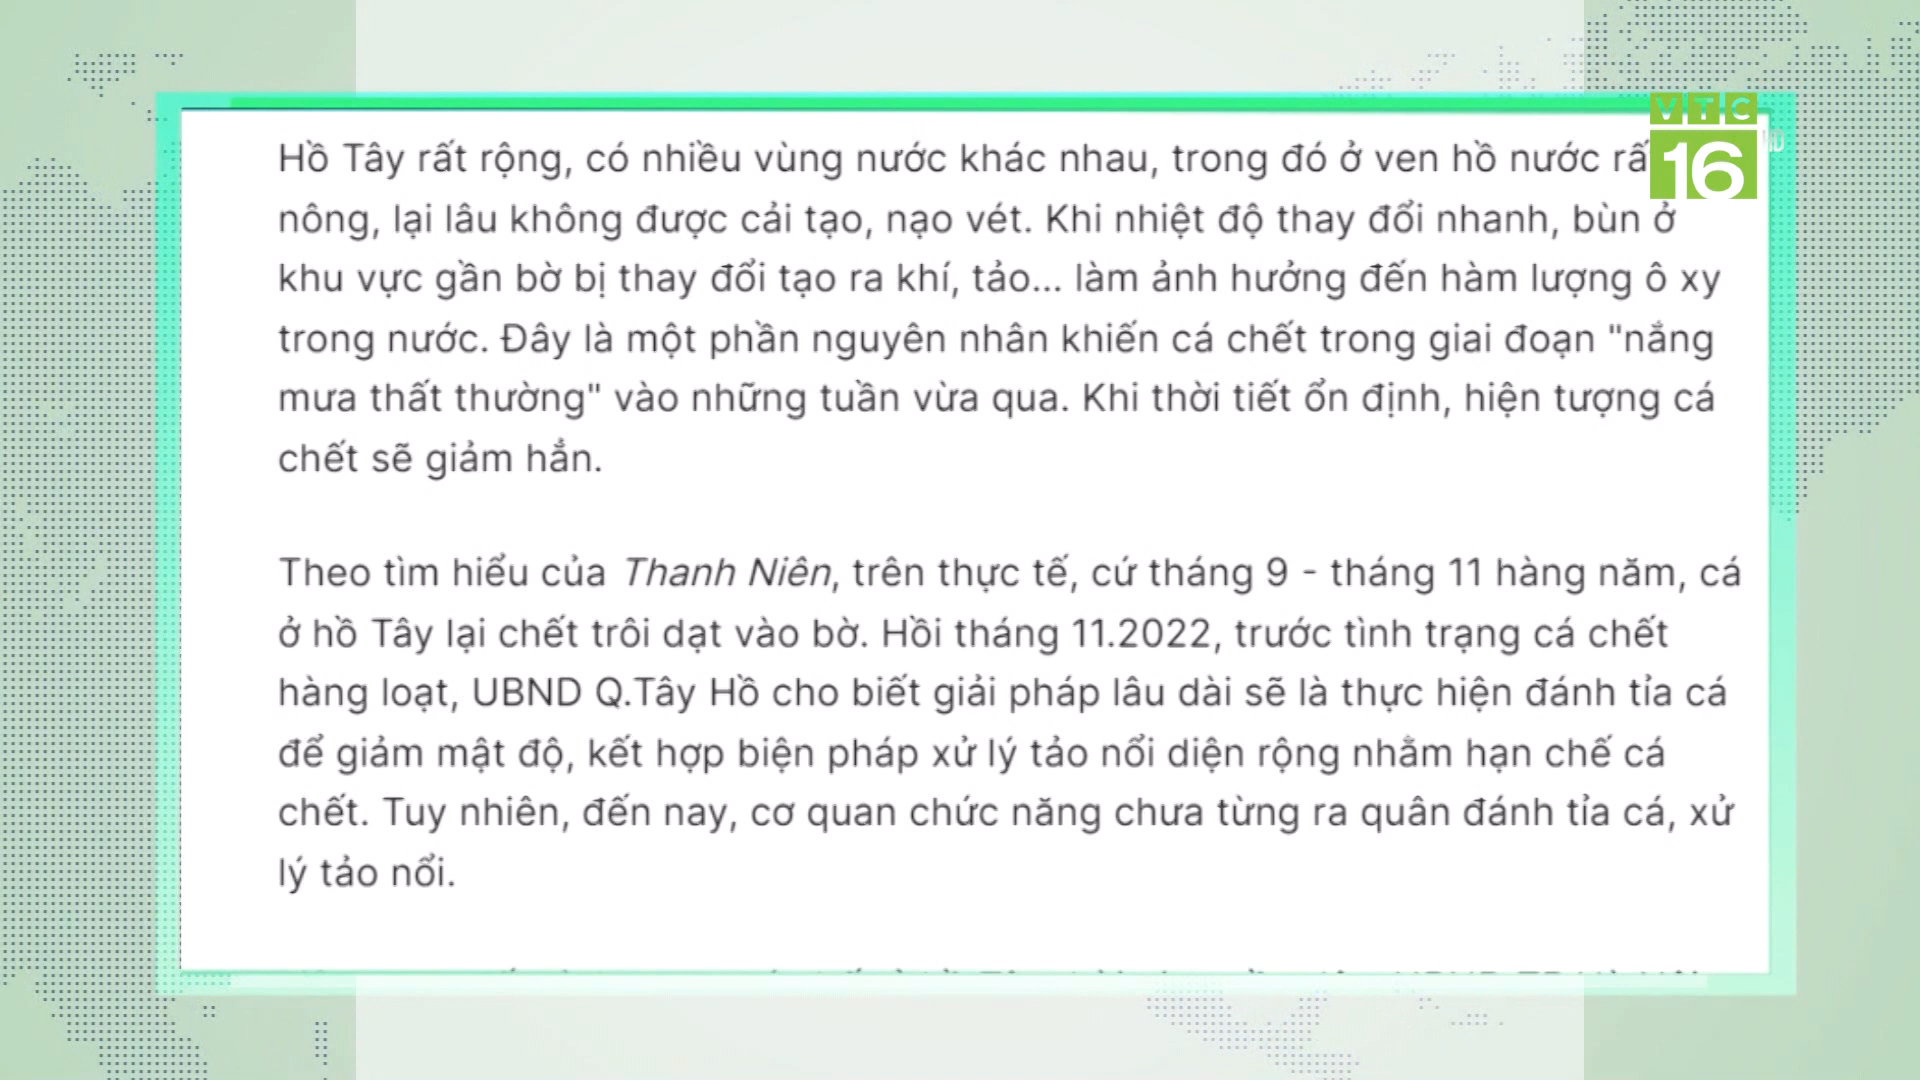 VTC
16
HD
Hồ Tây rất rộng, có nhiều vùng nước khác nhau, trong đó ở ven hồ nước
nông, lại lâu không được cải tạo, nạo vét. Khi nhiệt độ thay đổi nhanh, bùn ở
khu vực gần bờ bị thay đổi tạo ra khí, tảo... làm ảnh hưởng đến hàm lượng ô xy
trong nước. Đây là một phần nguyên nhân khiến cá chết trong giai đoạn "nắng
mưa thất thường" vào những tuần vừa qua. Khi thời tiết ổn định, hiện tượng cá
chết sẽ giảm hẳn.
Theo tìm hiểu của Thanh Niên, trên thực tế, cứ tháng 9 - tháng 11 hàng năm, cá
ở hồ Tây lại chết trôi dạt vào bờ. Hồi tháng 11.2022, trước tình trạng cá chết
hàng loạt, UBND Q.Tây Hồ cho biết giải pháp lâu dài sẽ là thực hiện đánh tỉa cá
để giảm mật độ, kết hợp biện pháp xử lý tảo nổi diện rộng nhằm hạn chế cá
chết. Tuy nhiên, đến nay, cơ quan chức năng chưa từng ra quân đánh tỉa cá, xử
lý tảo nổi.